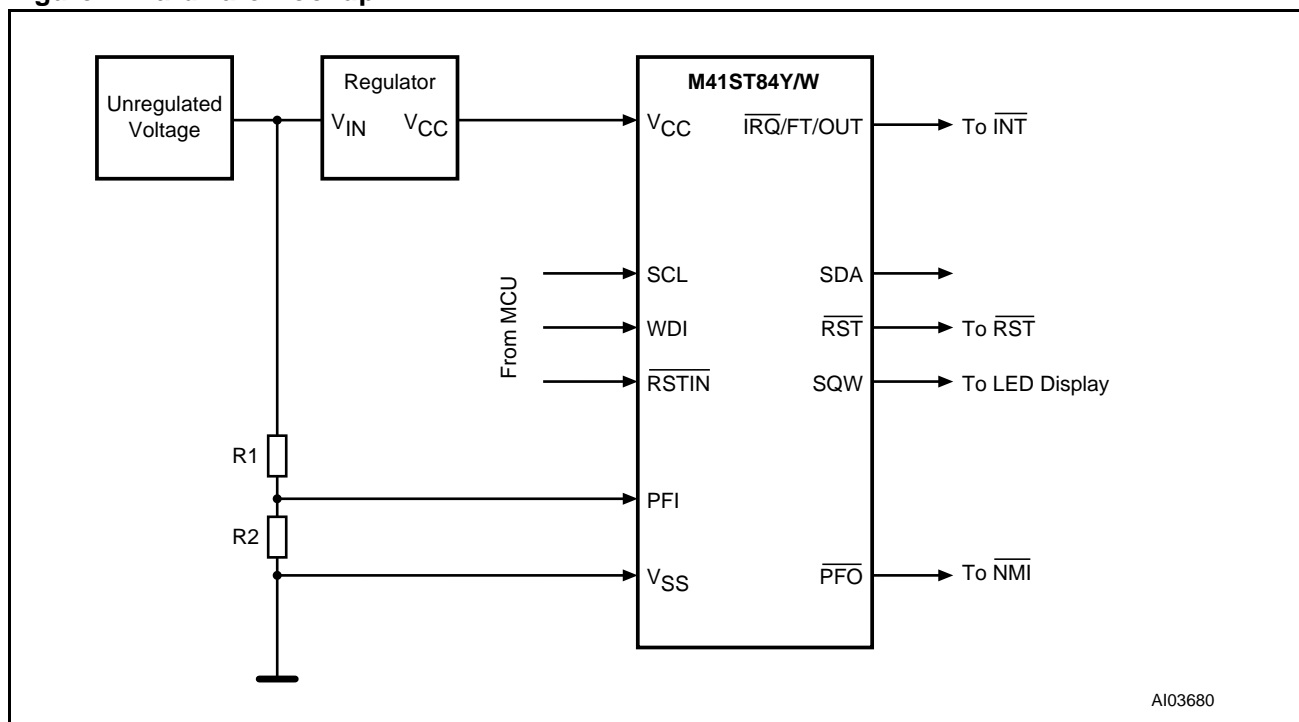 Unregulated
Voltage
Regulator
VIN VCC
M41ST84Y/W
VCC
IRQ/FT/OUT
To INT
From MCU
SCL
WDI
RSTIN
SDA
RST
To RST
SQW
To LED Display
R1
PFI
R2
VSS
PFO
To NMI
AI03680